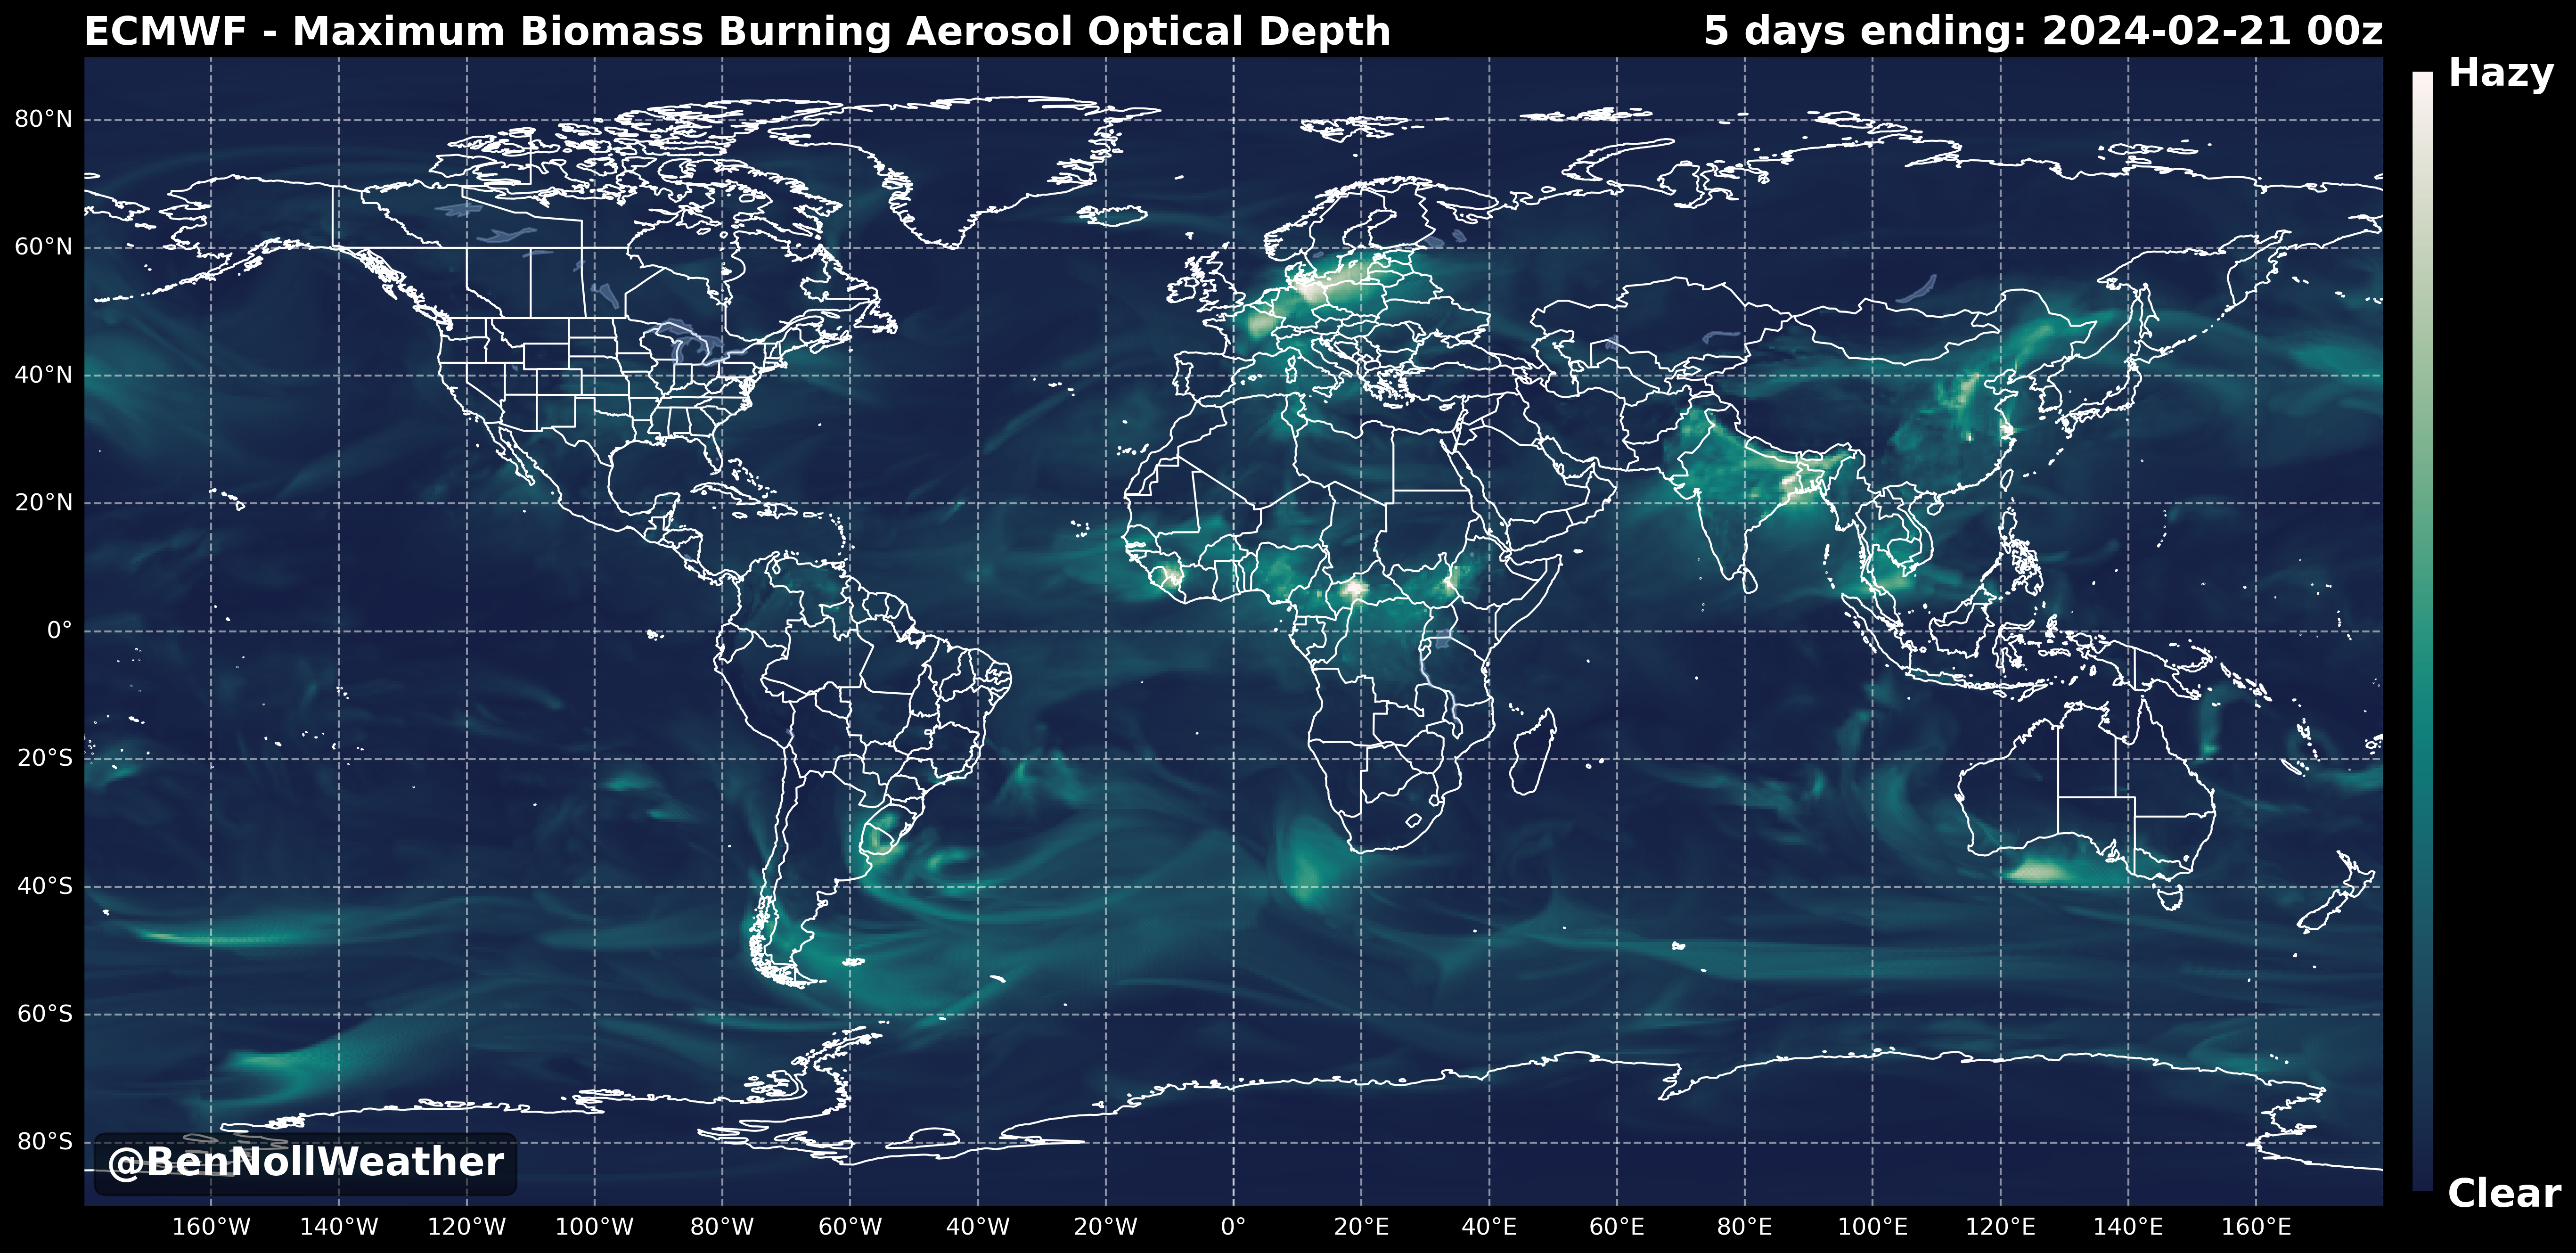 ECMWF - Maximum Biomass Burning Aerosol Optical Depth
5 days ending: 2024-02-21 00z
Hazy
80°N
60°N
40°N
20°N
0°
20°S
40°S
60°S
80°S
@BenNollWeather
Clear
160°W 140°W 120°W 100°W 80°W 60°W 40°W 20°W 0° 20°E 40°E 60°E 80°E 100°E 120°E 140°E 160°E